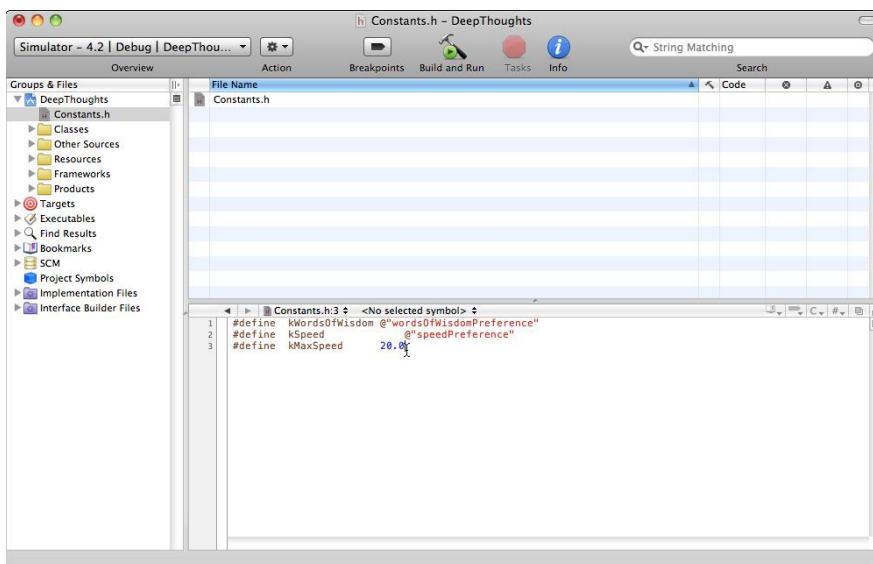 Constants.h - DeepThoughts
Simulator - 4.2 | Debug | DeepThou...
String Matching
Overview Action Breakpoints Build and Run Tasks Info Search
Groups & Files File Name Code
DeepThoughts Constants.h
Constants.h
Classes
Other Sources
Resources
Frameworks
Products
Targets
Executables
Find Results
Bookmarks
SCM
Project Symbols
Implementation Files
Interface Builder Files
Constants.h:3 <No selected symbol> C, #,
1 #define kWordsOfWisdom @"wordsOfWisdomPreference"
2 #define kSpeed @"speedPreference"
3 #define kMaxSpeed 20.0